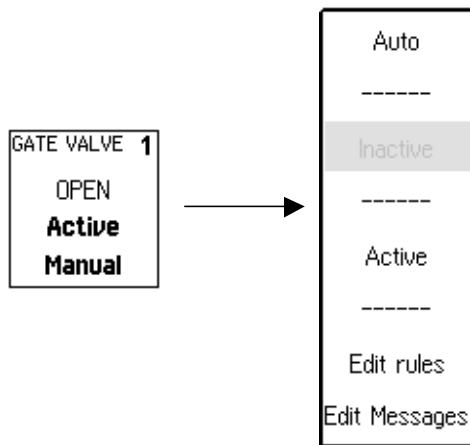 GATE VALVE 1
OPEN
Active
Manual
Auto
------
Inactive
------
Active
------
Edit rules
Edit Messages